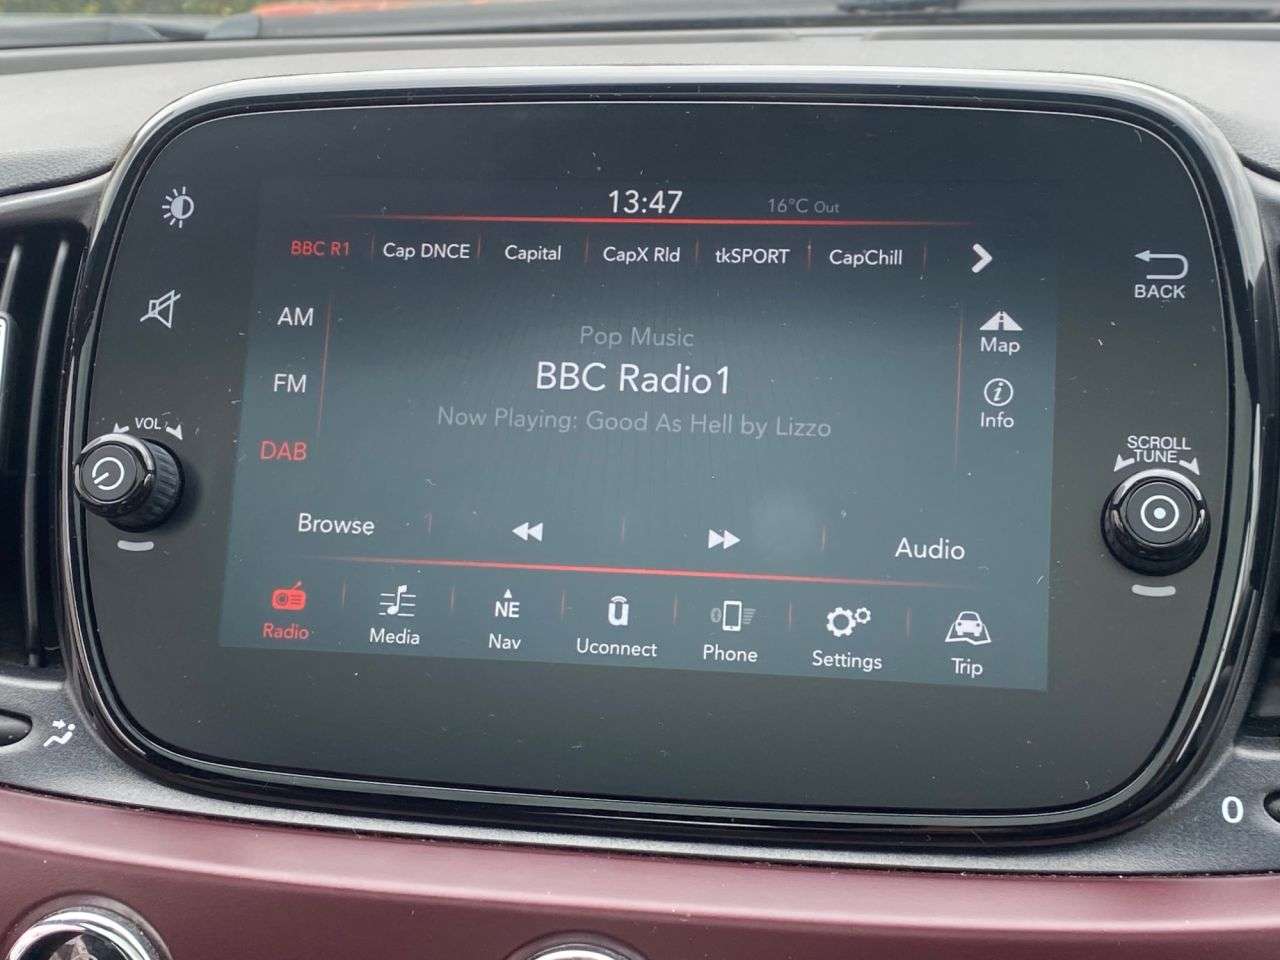 13:47 16°C Out
BBC R1 Cap DNCE Capital CapX Rld tkSPORT CapChill
BACK
AM
Pop Music
Map
BBC Radio1
FM
Info
Now Playing: Good As Hell by Lizzo
VOL
DAB
SCROLL
TUNE
Browse Audio
NE
Radio Media Nav Uconnect Phone Settings Trip
0